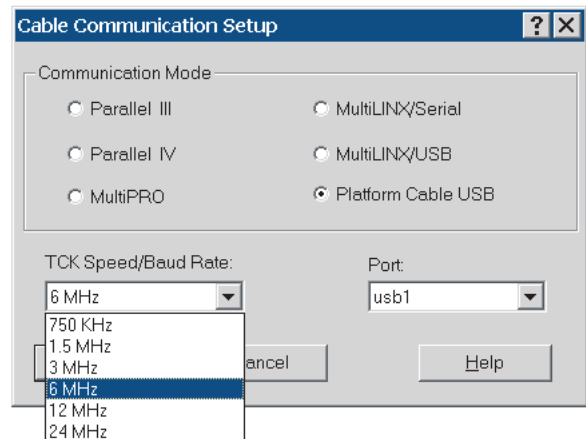 Cable Communication Setup ? X
Communication Mode
Parallel III
MultiLINX/Serial
Parallel IV
MultiLINX/USB
MultiPRO
Platform Cable USB
TCK Speed/Baud Rate:
Port:
6 MHz
usb1
750 KHz
1.5 MHz
3 MHz
6 MHz
12 MHz
24 MHz
ancel
Help